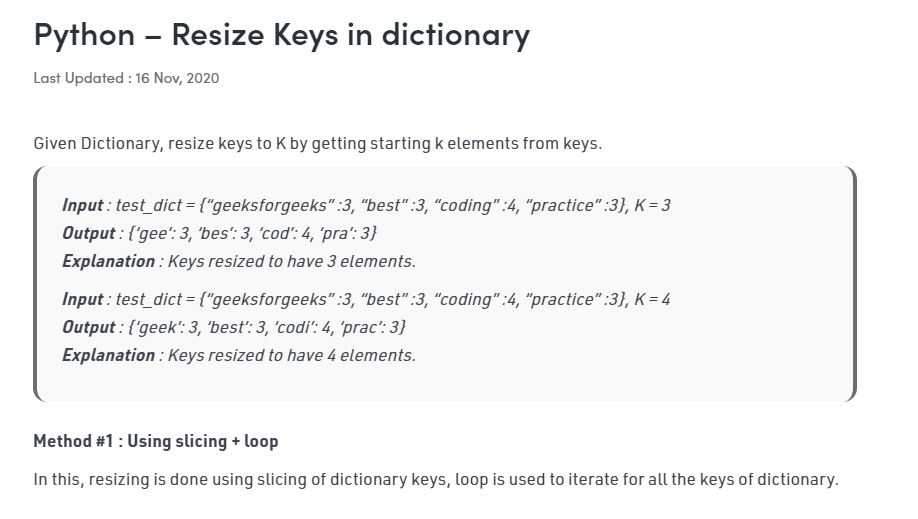 Python – Resize Keys in dictionary
Last Updated : 16 Nov, 2020
Given Dictionary, resize keys to K by getting starting k elements from keys.
Input : test_dict = {“geeksforgeeks” :3, “best” :3, “coding” :4, “practice” :3}, K = 3
Output : {‘gee’: 3, ‘bes’: 3, ‘cod’: 4, ‘pra’: 3}
Explanation : Keys resized to have 3 elements.
Input : test_dict = {“geeksforgeeks” :3, “best” :3, “coding” :4, “practice” :3}, K = 4
Output : {‘geek’: 3, ‘best’: 3, ‘codi’: 4, ‘prac’: 3}
Explanation : Keys resized to have 4 elements.
Method #1 : Using slicing + loop
In this, resizing is done using slicing of dictionary keys, loop is used to iterate for all the keys of dictionary.